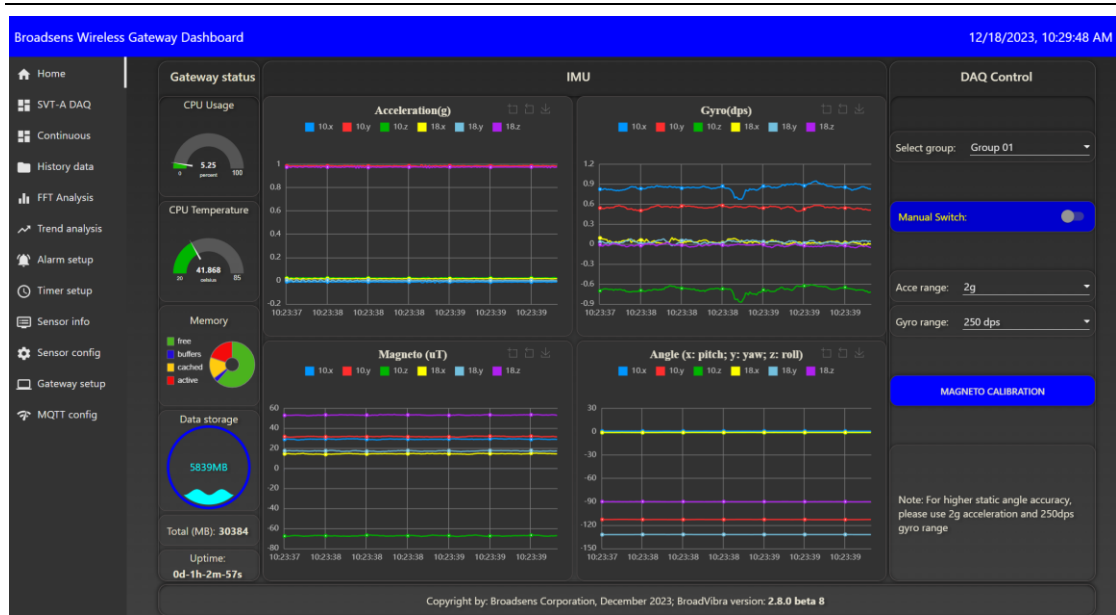 Broadsens Wireless Gateway Dashboard
12/18/2023, 10:29:48 AM
Home
SVT-A DAQ
Continuous
History data
FFT Analysis
Trend analysis
Alarm setup
Timer setup
Sensor info
Sensor config
Gateway setup
MQTT config
Gateway status
CPU Usage
5.25
0 percent 100
CPU Temperature
41.868
20 celsius 85
Memory
free
buffers
cached
active
Data storage
5839MB
Total (MB): 30384
Uptime:
0d-1h-2m-57s
IMU
Acceleration(g)
10.x 10.y 10.z 18.x 18.y 18.z
1
0.8
0.6
0.4
0.2
0
-0.2
10:23:37 10:23:38 10:23:38 10:23:38 10:23:39 10:23:39 10:23:39
Gyro(dps)
10.x 10.y 10.z 18.x 18.y 18.z
1.2
0.9
0.6
0.3
0
-0.3
-0.6
-0.9
10:23:37 10:23:38 10:23:38 10:23:38 10:23:39 10:23:39 10:23:39
Magneto (uT)
10.x 10.y 10.z 18.x 18.y 18.z
60
40
20
0
-20
-40
-60
-80
10:23:37 10:23:38 10:23:38 10:23:38 10:23:39 10:23:39 10:23:39
Angle (x: pitch; y: yaw; z: roll)
10.x 10.y 10.z 18.x 18.y 18.z
30
0
-30
-60
-90
-120
-150
10:23:37 10:23:38 10:23:38 10:23:38 10:23:39 10:23:39 10:23:39
DAQ Control
Select group: Group 01
Manual Switch:
Acce range: 2g
Gyro range: 250 dps
MAGNETO CALIBRATION
Note: For higher static angle accuracy,
please use 2g acceleration and 250dps
gyro range
Copyright by: Broadsens Corporation, December 2023; BroadVibra version: 2.8.0 beta 8